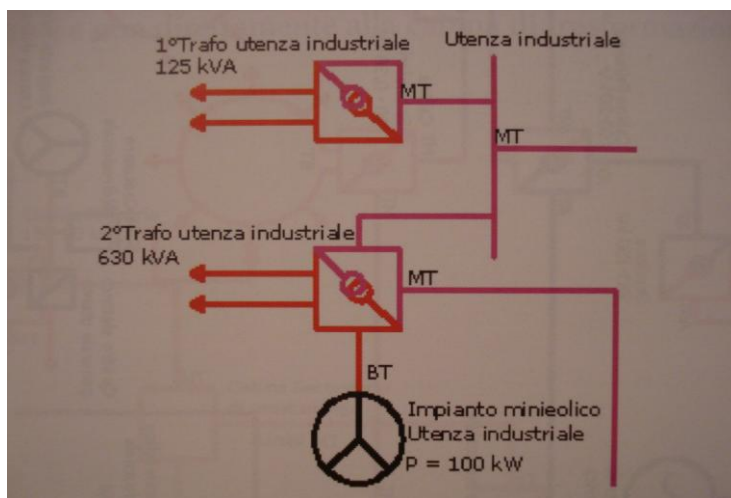 1°Trafo utenza industriale
125 kVA
Utenza industriale
MT
MT
2°Trafo utenza industriale
630 kVA
MT
BT
Impianto minieolico
Utenza industriale
P = 100 kW